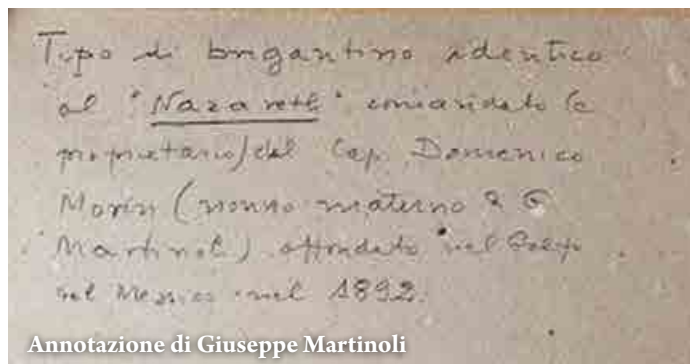 Tipo di brigantino identico
al "Nazareth" comandato (e
proprietario) dal Cap. Domenico
Morin (nonno materno di G
Martinoli) affondato nel Golfo
del Messico nel 1892.
Annotazione di Giuseppe Martinoli